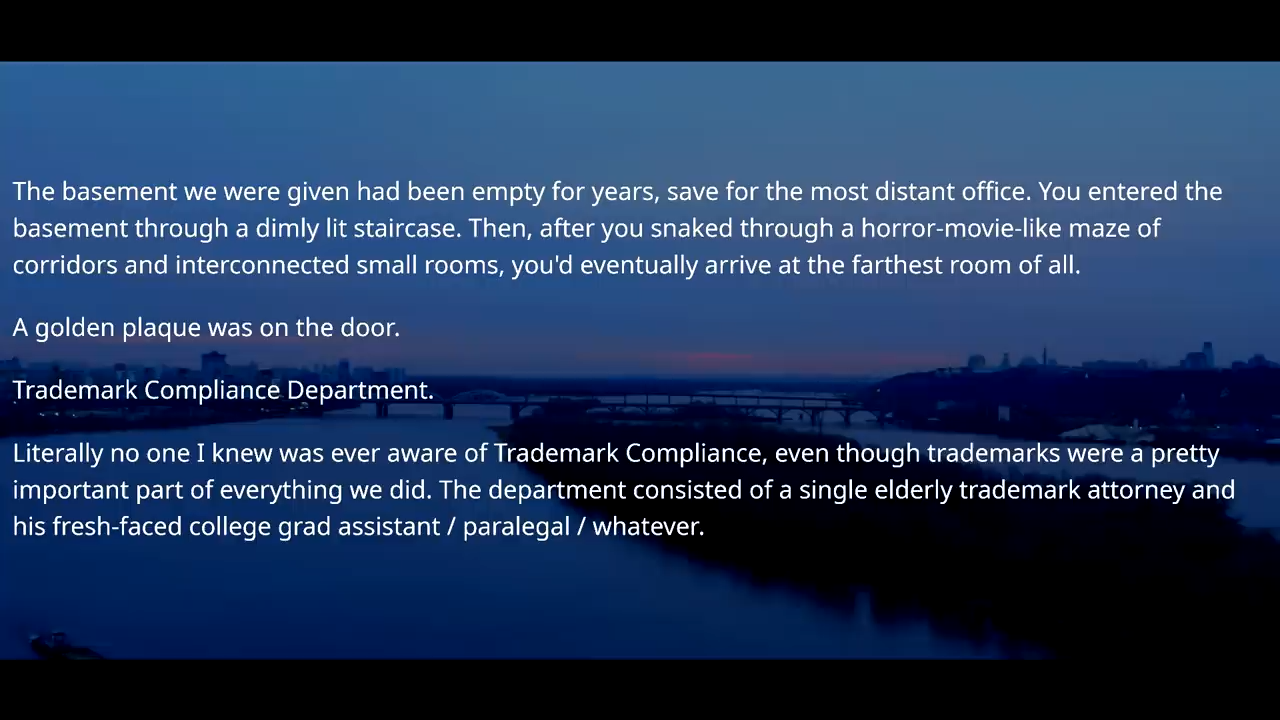 The basement we were given had been empty for years, save for the most distant office. You entered the
basement through a dimly lit staircase. Then, after you snaked through a horror-movie-like maze of
corridors and interconnected small rooms, you'd eventually arrive at the farthest room of all.
A golden plaque was on the door.
Trademark Compliance Department.
Literally no one I knew was ever aware of Trademark Compliance, even though trademarks were a pretty
important part of everything we did. The department consisted of a single elderly trademark attorney and
his fresh-faced college grad assistant / paralegal / whatever.